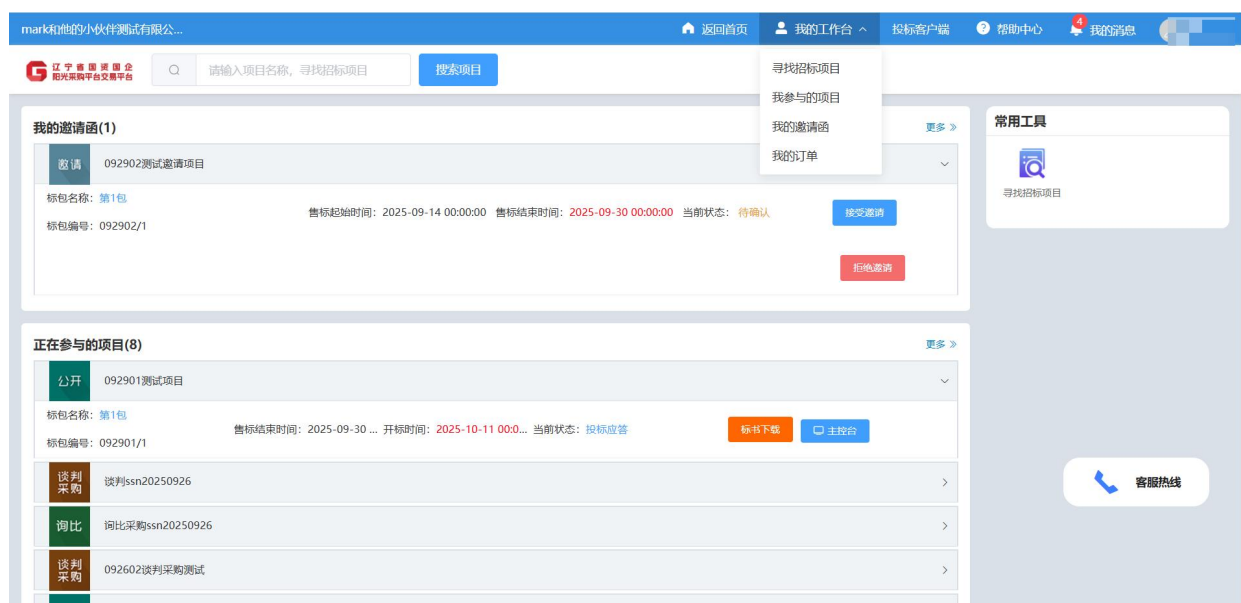 mark和他的小伙伴测试有限公... 返回首页 我的工作台 投标客户端 帮助中心 4 我的消息
辽宁省国资国企
阳光采购平台交易平台
请输入项目名称，寻找招标项目 搜索项目
寻找招标项目
我参与的项目
我的邀请函
我的订单
我的邀请函(1) 更多
邀请 092902测试邀请项目
标包名称：第1包
标包编号：092902/1
售标起始时间：2025-09-14 00:00:00 售标结束时间：2025-09-30 00:00:00 当前状态：待确认 接受邀请
拒绝邀请
常用工具
寻找招标项目
正在参与的项目(8) 更多
公开 092901测试项目
标包名称：第1包
标包编号：092901/1
售标结束时间：2025-09-30 ... 开标时间：2025-10-11 00:0... 当前状态：投标应答 标书下载 主控台
谈判采购 谈判ssn20250926
询比 询比采购ssn20250926
谈判采购 092602谈判采购测试
客服热线